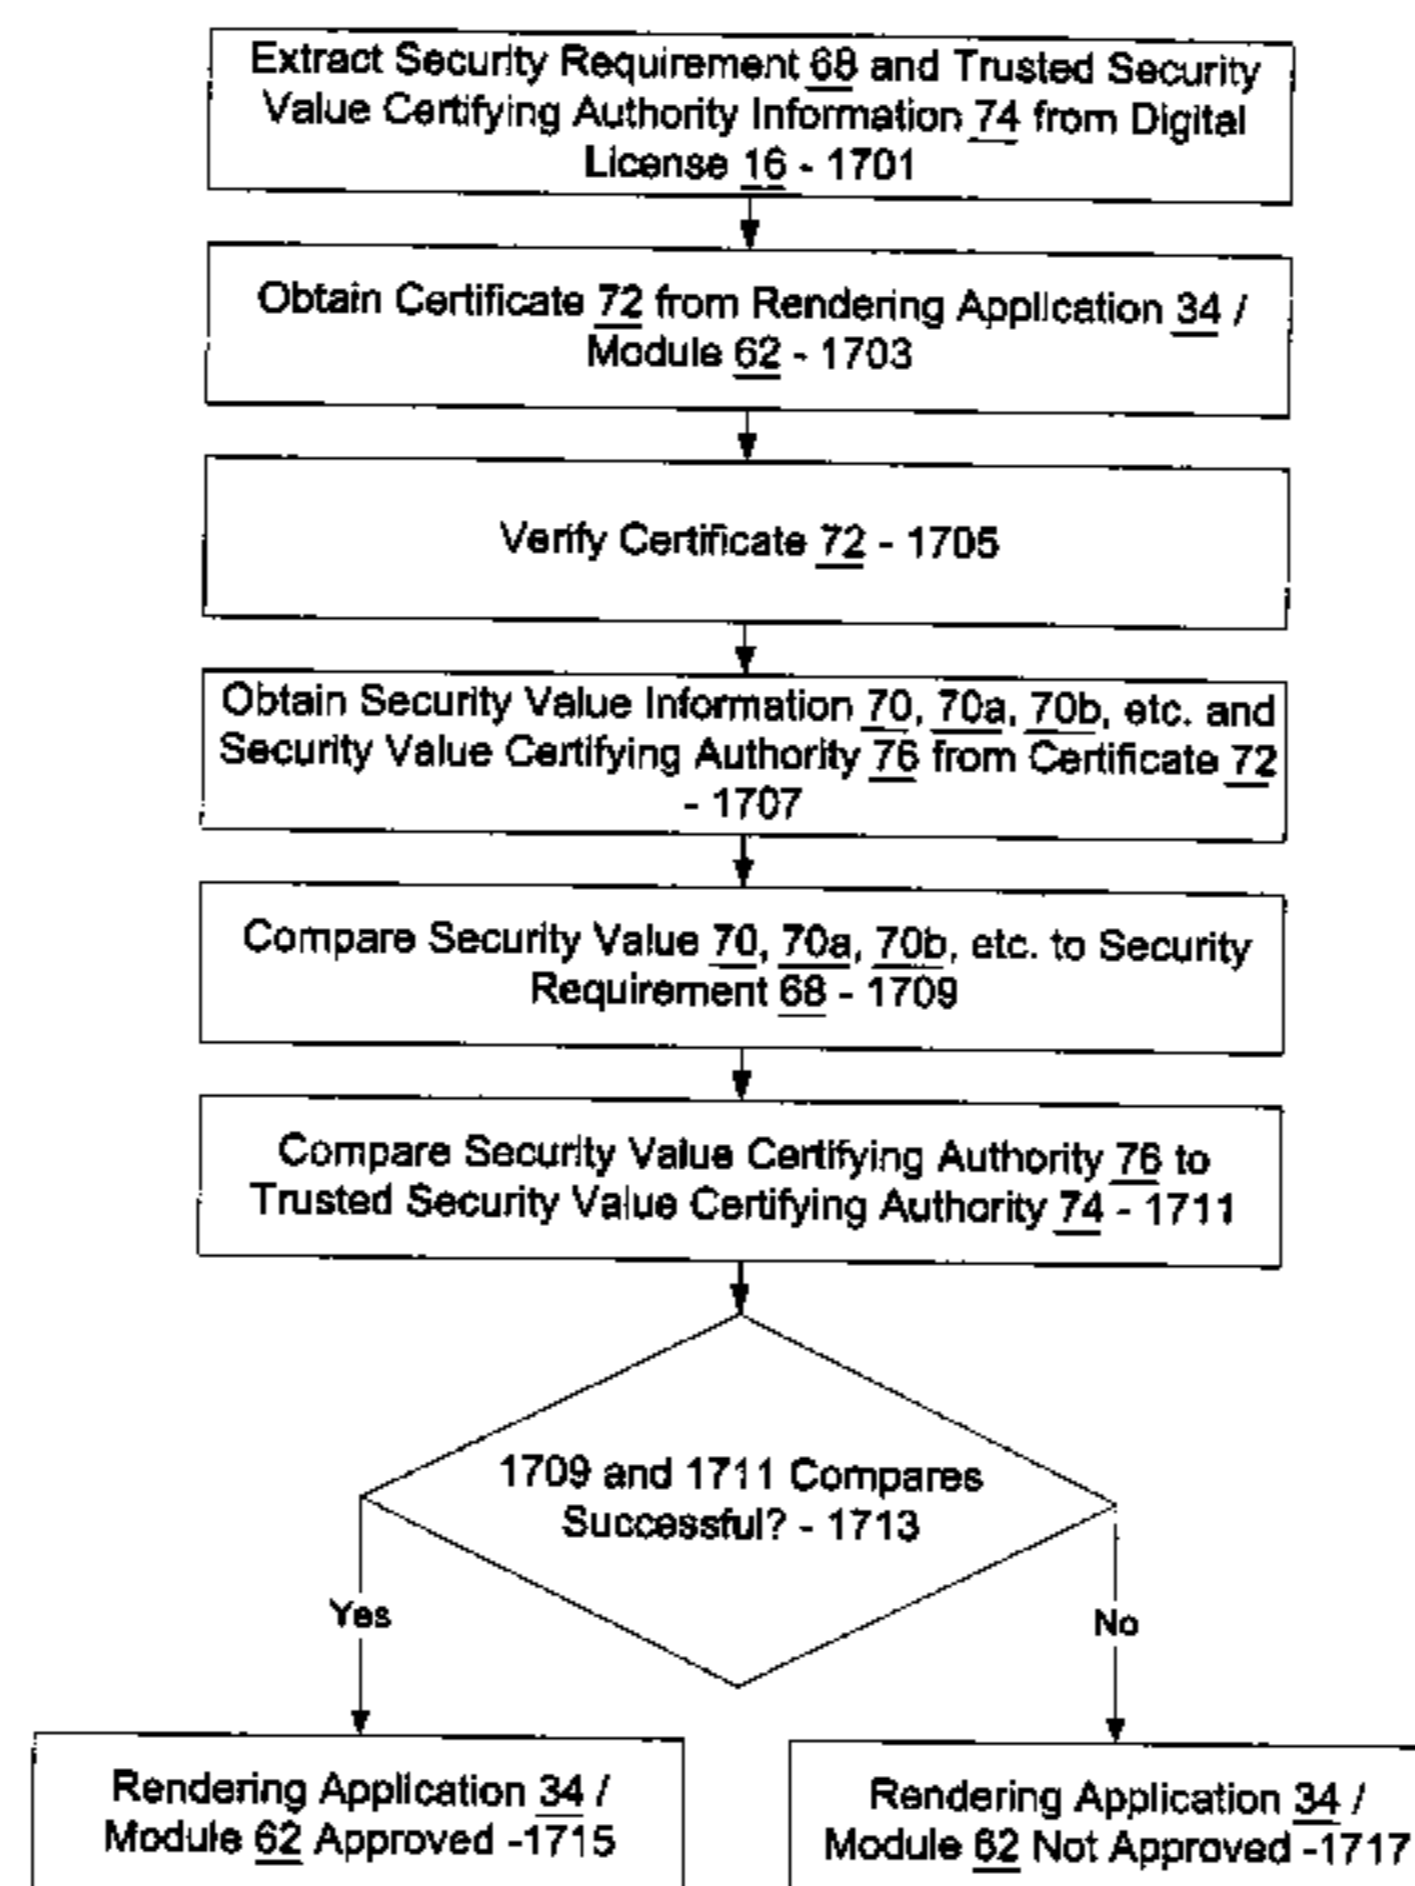 Extract Security Requirement 68 and Trusted Security
Value Certifying Authority Information 74 from Digital
License 16 - 1701
Obtain Certificate 72 from Rendering Application 34 /
Module 62 - 1703
Verify Certificate 72 - 1705
Obtain Security Value Information 70, 70a, 70b, etc. and
Security Value Certifying Authority 76 from Certificate 72
- 1707
Compare Security Value 70, 70a, 70b, etc. to Security
Requirement 68 - 1709
Compare Security Value Certifying Authority 76 to
Trusted Security Value Certifying Authority 74 - 1711
1709 and 1711 Compares
Successful? - 1713
Yes
No
Rendering Application 34 /
Module 62 Approved -1715
Rendering Application 34 /
Module 62 Not Approved -1717